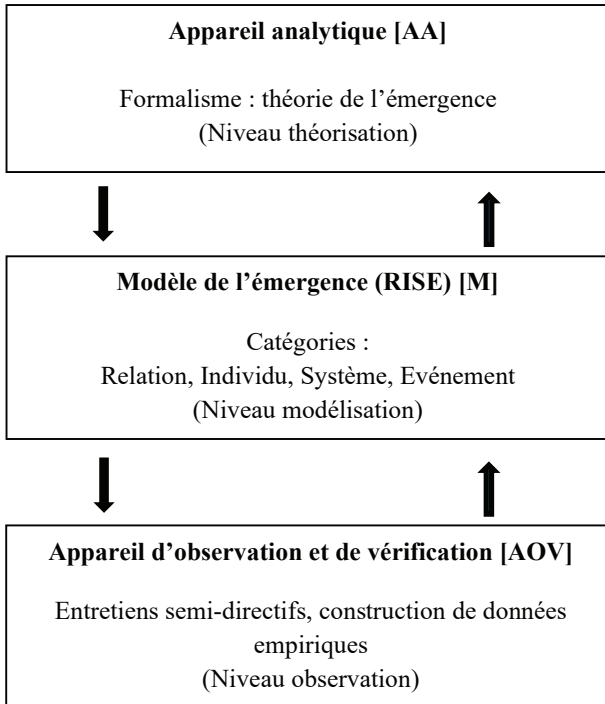 Appareil analytique [AA]
Formalisme : théorie de l’émergence
(Niveau théorisation)
Modèle de l’émergence (RISE) [M]
Catégories :
Relation, Individu, Système, Evénement
(Niveau modélisation)
Appareil d’observation et de vérification [AOV]
Entretiens semi-directifs, construction de données
empiriques
(Niveau observation)